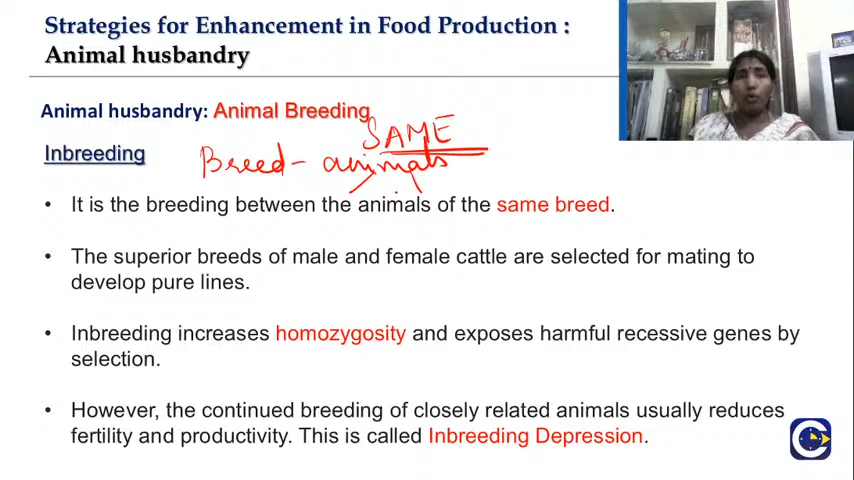 Strategies for Enhancement in Food Production :
Animal husbandry
Animal husbandry: Animal Breeding
SAME
Inbreeding
Breed - animals
• It is the breeding between the animals of the same breed.
• The superior breeds of male and female cattle are selected for mating to
develop pure lines.
• Inbreeding increases homozygosity and exposes harmful recessive genes by
selection.
• However, the continued breeding of closely related animals usually reduces
fertility and productivity. This is called Inbreeding Depression.